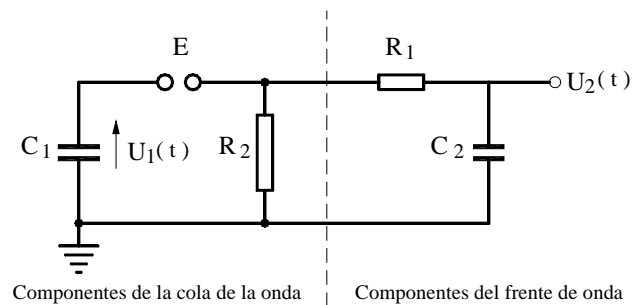 E
R1
U2(t)
C1
U1(t)
R2
C2
Componentes de la cola de la onda
Componentes del frente de onda